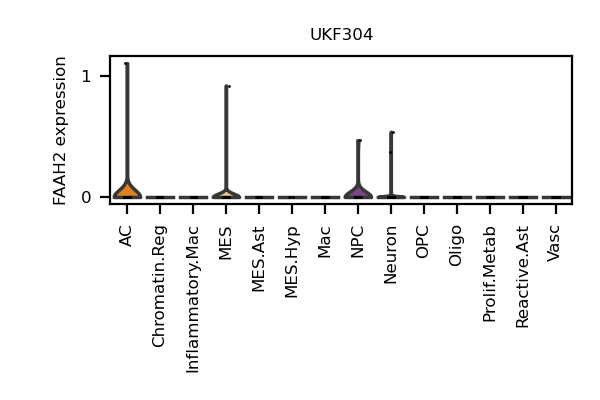 UKF304
FAAH2 expression
1
0
AC
Chromatin.Reg
Inflammatory.Mac
MES
MES.Ast
MES.Hyp
Mac
NPC
Neuron
OPC
Oligo
Prolif.Metab
Reactive.Ast
Vasc